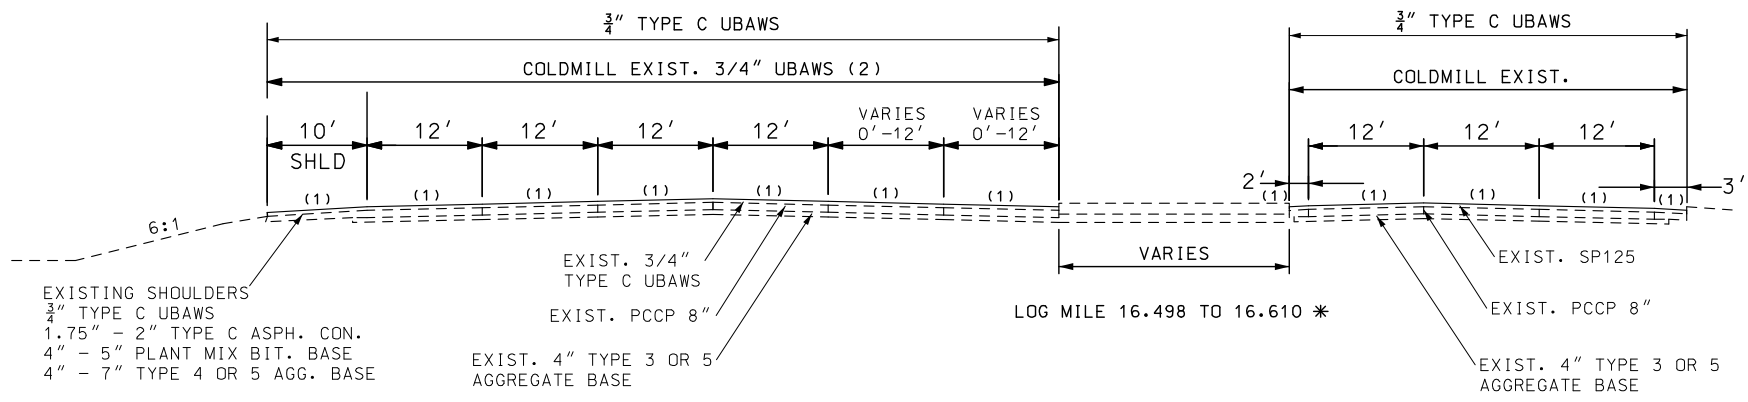 3/4" TYPE C UBAWS
3/4" TYPE C UBAWS
COLDMILL EXIST. 3/4" UBAWS (2)
COLDMILL EXIST.
10'
SHLD
12'
12'
12'
12'
VARIES
0'-12'
VARIES
0'-12'
12'
12'
12'
2'
3'
(1)
(1)
(1)
(1)
(1)
(1)
(1)
(1)
(1)
(1)
(1)
(1)
6:1
VARIES
EXIST. 3/4"
TYPE C UBAWS
EXIST. SP125
EXISTING SHOULDERS
3/4" TYPE C UBAWS
1.75" - 2" TYPE C ASPH. CON.
4" - 5" PLANT MIX BIT. BASE
4" - 7" TYPE 4 OR 5 AGG. BASE
EXIST. PCCP 8"
LOG MILE 16.498 TO 16.610 *
EXIST. PCCP 8"
EXIST. 4" TYPE 3 OR 5
AGGREGATE BASE
EXIST. 4" TYPE 3 OR 5
AGGREGATE BASE